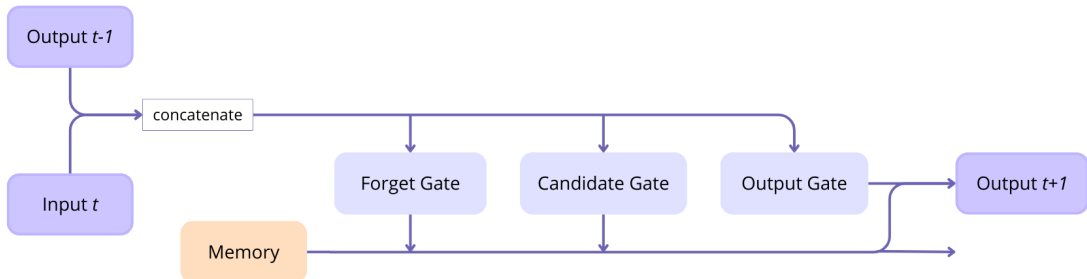 Output t-1
concatenate
Input t
Forget Gate
Candidate Gate
Output Gate
Output t+1
Memory